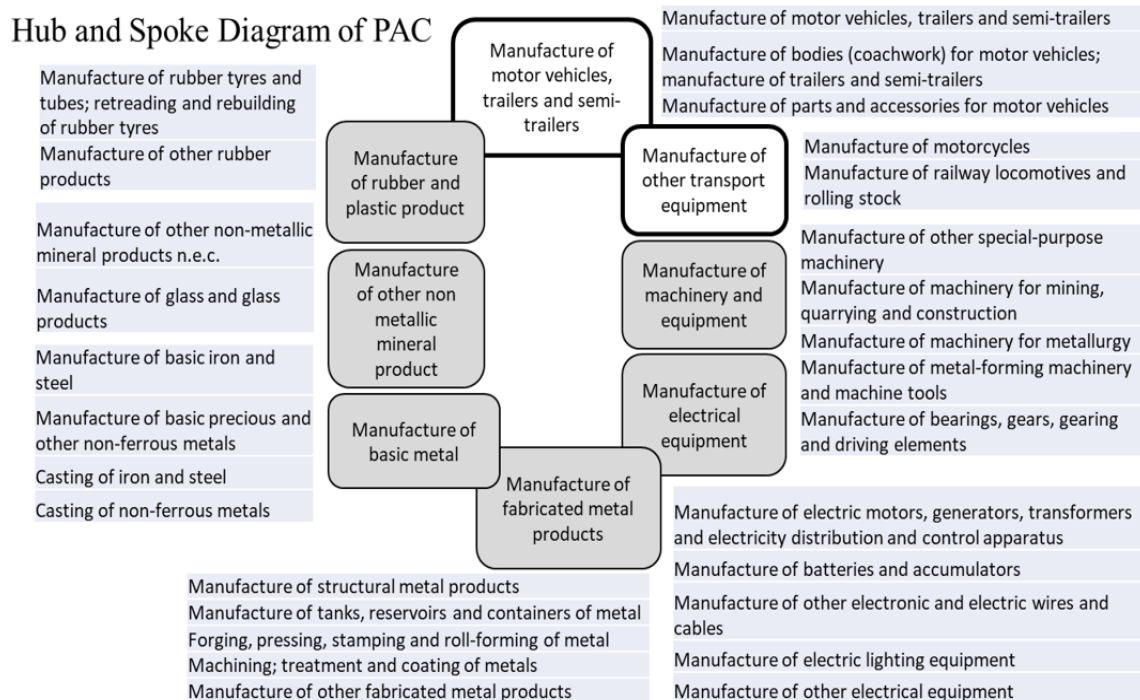 Hub and Spoke Diagram of PAC
Manufacture of
motor vehicles,
trailers and semi-
trailers
Manufacture of motor vehicles, trailers and semi-trailers
Manufacture of bodies (coachwork) for motor vehicles;
manufacture of trailers and semi-trailers
Manufacture of parts and accessories for motor vehicles
Manufacture of rubber tyres and
tubes; retreading and rebuilding
of rubber tyres
Manufacture of other rubber
products
Manufacture
of rubber and
plastic product
Manufacture of
other transport
equipment
Manufacture of motorcycles
Manufacture of railway locomotives and
rolling stock
Manufacture of other non-metallic
mineral products n.e.c.
Manufacture of glass and glass
products
Manufacture
of other non
metallic
mineral
product
Manufacture of
machinery and
equipment
Manufacture of other special-purpose
machinery
Manufacture of machinery for mining,
quarrying and construction
Manufacture of machinery for metallurgy
Manufacture of metal-forming machinery
and machine tools
Manufacture of bearings, gears, gearing
and driving elements
Manufacture of basic iron and
steel
Manufacture of basic precious and
other non-ferrous metals
Casting of iron and steel
Casting of non-ferrous metals
Manufacture of
basic metal
Manufacture of
electrical
equipment
Manufacture of
fabricated metal
products
Manufacture of electric motors, generators, transformers
and electricity distribution and control apparatus
Manufacture of batteries and accumulators
Manufacture of other electronic and electric wires and
cables
Manufacture of electric lighting equipment
Manufacture of other electrical equipment
Manufacture of structural metal products
Manufacture of tanks, reservoirs and containers of metal
Forging, pressing, stamping and roll-forming of metal
Machining; treatment and coating of metals
Manufacture of other fabricated metal products